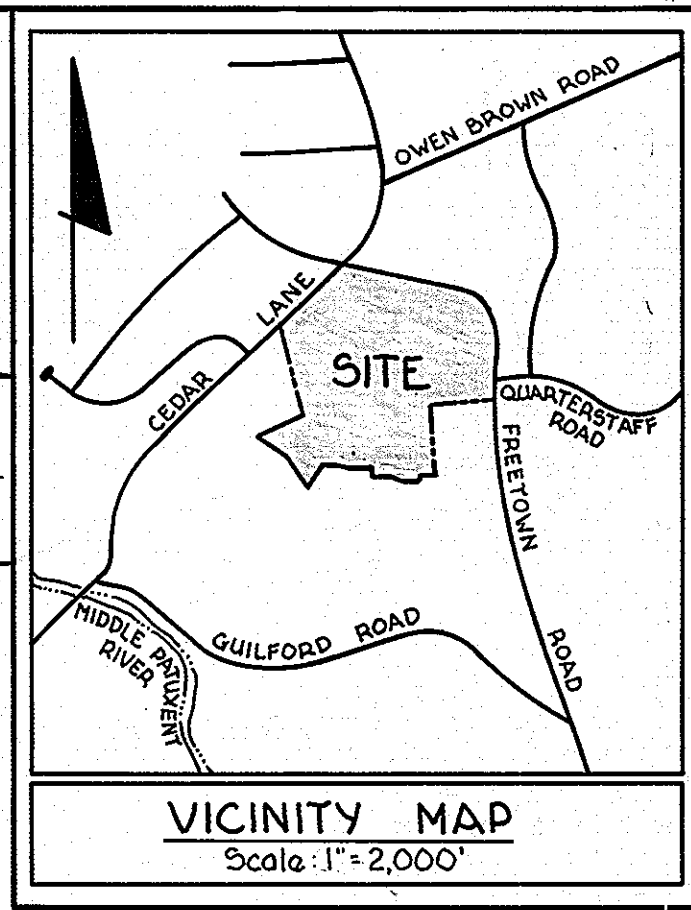 OWEN BROWN ROAD
CEDAR LANE
SITE
QUARTERSTAFF
ROAD
FREETOWN ROAD
GUILFORD ROAD
MIDDLE PATUXENT
RIVER
VICINITY MAP
Scale: 1" = 2,000'